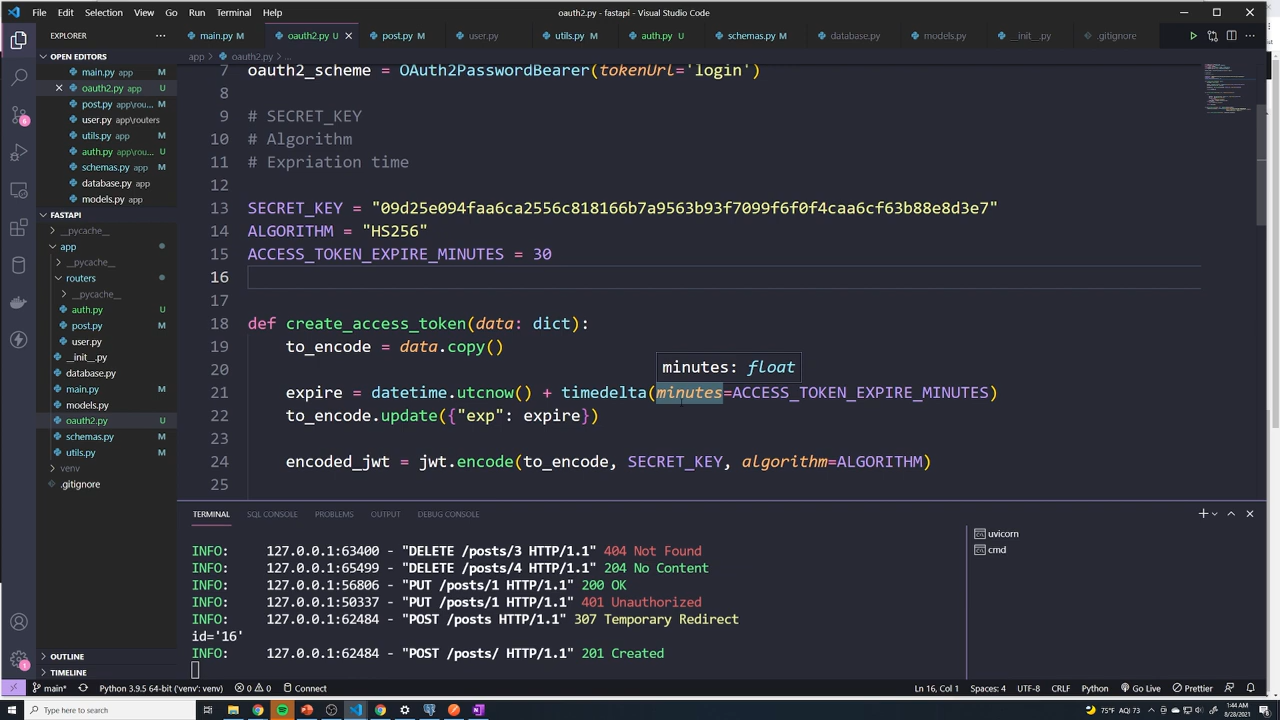 File Edit Selection View Go Run Terminal Help
oauth2.py - fastapi - Visual Studio Code
EXPLORER
main.py M
oauth2.py U
post.py M
user.py
utils.py M
auth.py U
schemas.py M
database.py
models.py
__init__.py
.gitignore
OPEN EDITORS
main.py app M
oauth2.py app U
post.py app\rou... M
user.py app\routers
utils.py app M
auth.py app\rou... U
schemas.py app M
database.py app
models.py app
FASTAPI
__pycache__
app
__pycache__
routers
__pycache__
auth.py U
post.py M
user.py
__init__.py
database.py
main.py M
models.py
oauth2.py U
schemas.py M
utils.py M
venv
.gitignore
OUTLINE
TIMELINE
app > oauth2.py > ...
7 oauth2_scheme = OAuth2PasswordBearer(tokenUrl='login')
8
9 # SECRET_KEY
10 # Algorithm
11 # Expriation time
12
13 SECRET_KEY = "09d25e094faa6ca2556c818166b7a9563b93f7099f6f0f4caa6cf63b88e8d3e7"
14 ALGORITHM = "HS256"
15 ACCESS_TOKEN_EXPIRE_MINUTES = 30
16
17
18 def create_access_token(data: dict):
19 to_encode = data.copy()
20
minutes: float
21 expire = datetime.utcnow() + timedelta(minutes=ACCESS_TOKEN_EXPIRE_MINUTES)
22 to_encode.update({"exp": expire})
23
24 encoded_jwt = jwt.encode(to_encode, SECRET_KEY, algorithm=ALGORITHM)
25
TERMINAL SQL CONSOLE PROBLEMS OUTPUT DEBUG CONSOLE
INFO: 127.0.0.1:63400 - "DELETE /posts/3 HTTP/1.1" 404 Not Found
INFO: 127.0.0.1:65499 - "DELETE /posts/4 HTTP/1.1" 204 No Content
INFO: 127.0.0.1:56806 - "PUT /posts/1 HTTP/1.1" 200 OK
INFO: 127.0.0.1:50337 - "PUT /posts/1 HTTP/1.1" 401 Unauthorized
INFO: 127.0.0.1:62484 - "POST /posts HTTP/1.1" 307 Temporary Redirect
id='16'
INFO: 127.0.0.1:62484 - "POST /posts/ HTTP/1.1" 201 Created
uvicorn
cmd
main* Python 3.9.5 64-bit ('venv': venv) 0 0 Connect
Ln 16, Col 1 Spaces: 4 UTF-8 CRLF Python Go Live Prettier
Type here to search
75°F AQI 73
1:44 AM
8/28/2021